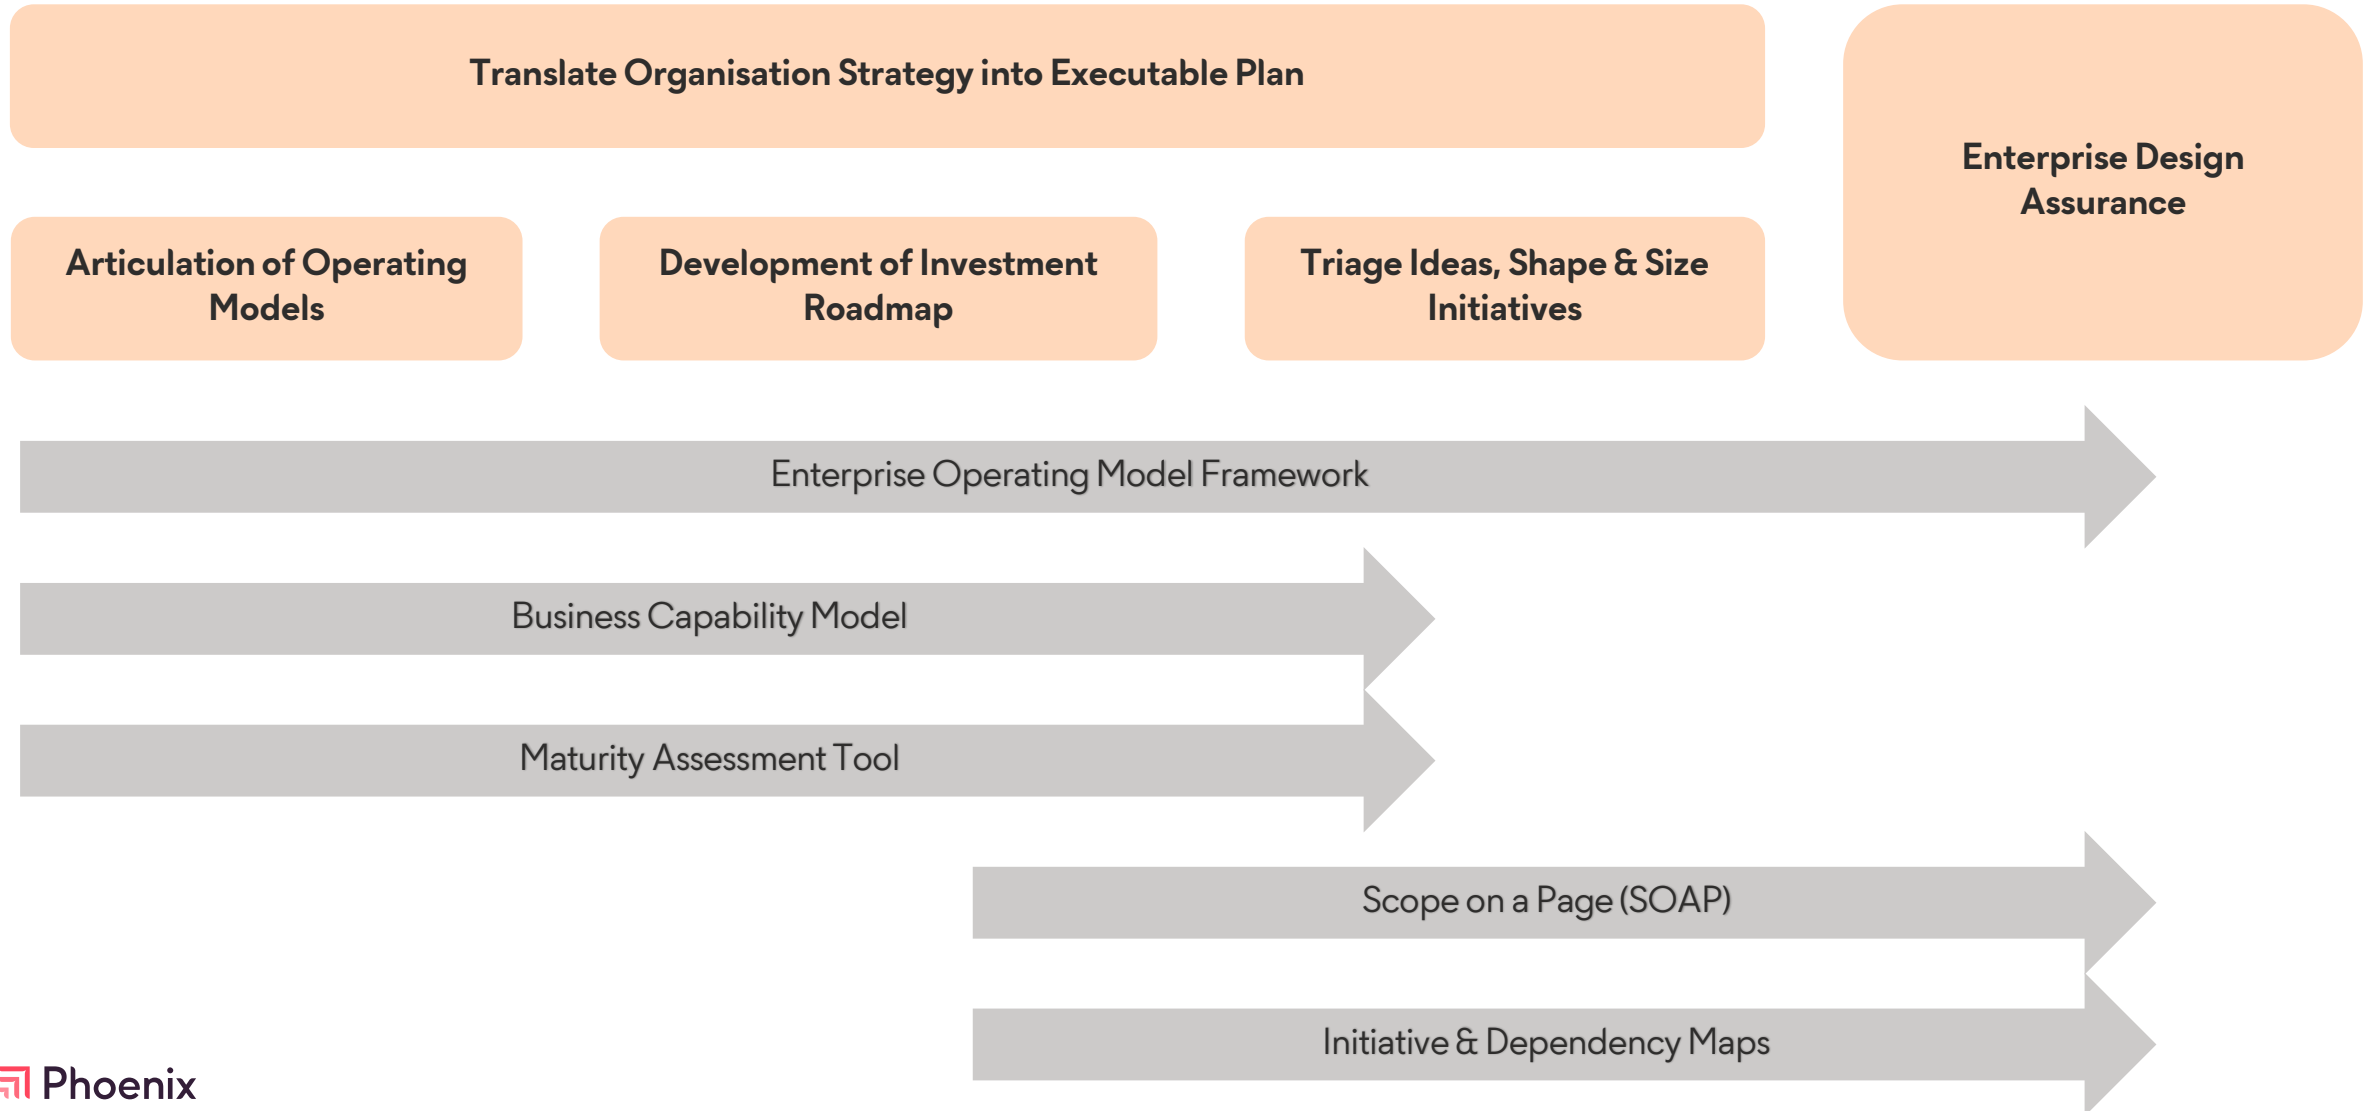 Translate Organisation Strategy into Executable Plan
Enterprise Design
Assurance
Articulation of Operating
Models
Development of Investment
Roadmap
Triage Ideas, Shape & Size
Initiatives
Enterprise Operating Model Framework
Business Capability Model
Maturity Assessment Tool
Scope on a Page (SOAP)
Initiative & Dependency Maps
Phoenix